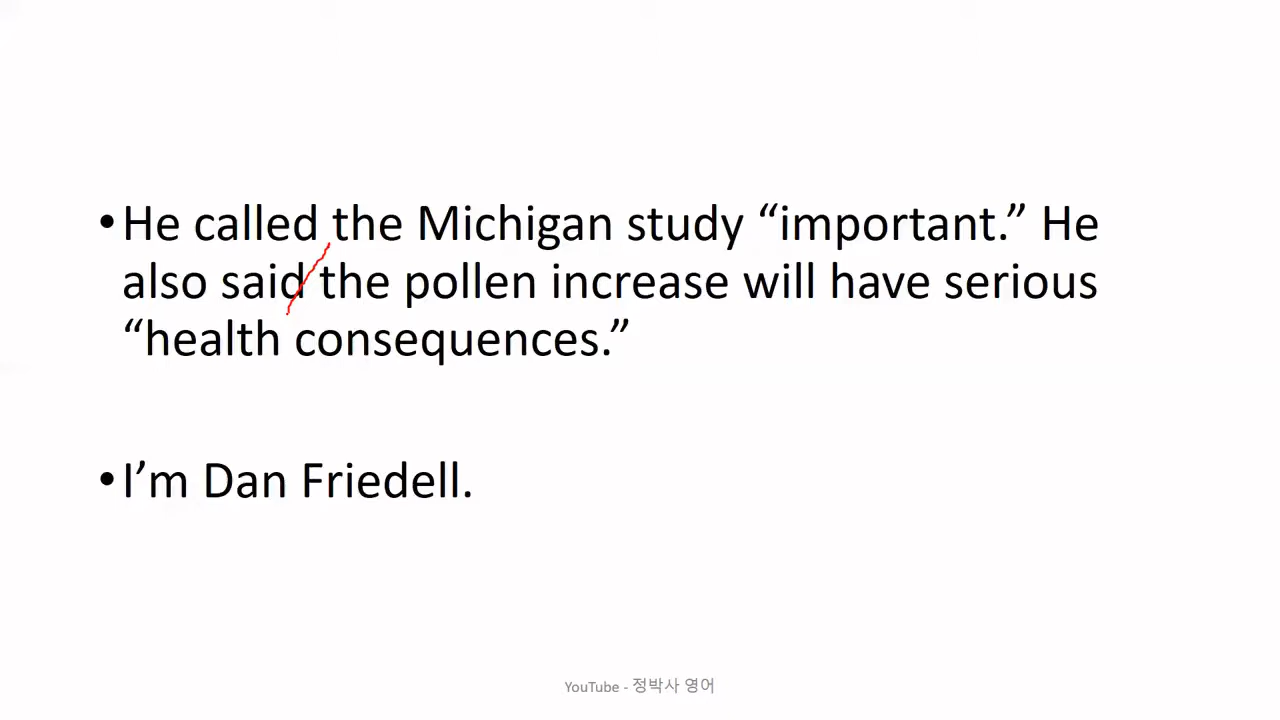 •He called the Michigan study “important.” He
also said the pollen increase will have serious
“health consequences.”
•I’m Dan Friedell.
YouTube - 정박사 영어